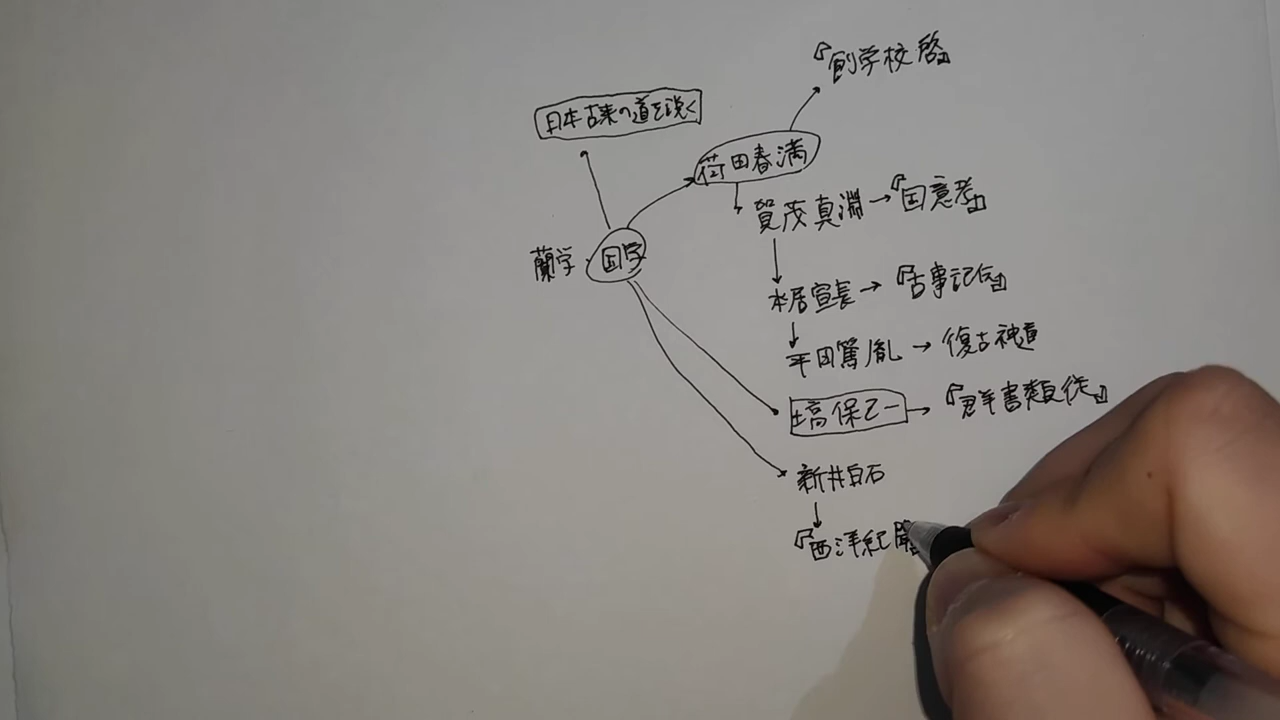 『創学校啓』
日本古来の道を説く
荷田春満
賀茂真淵→『国意考』
蘭学 国学
本居宣長→『古事記伝』
平田篤胤→復古神道
塙保己一→『群書類従』
新井白石
『西洋紀聞